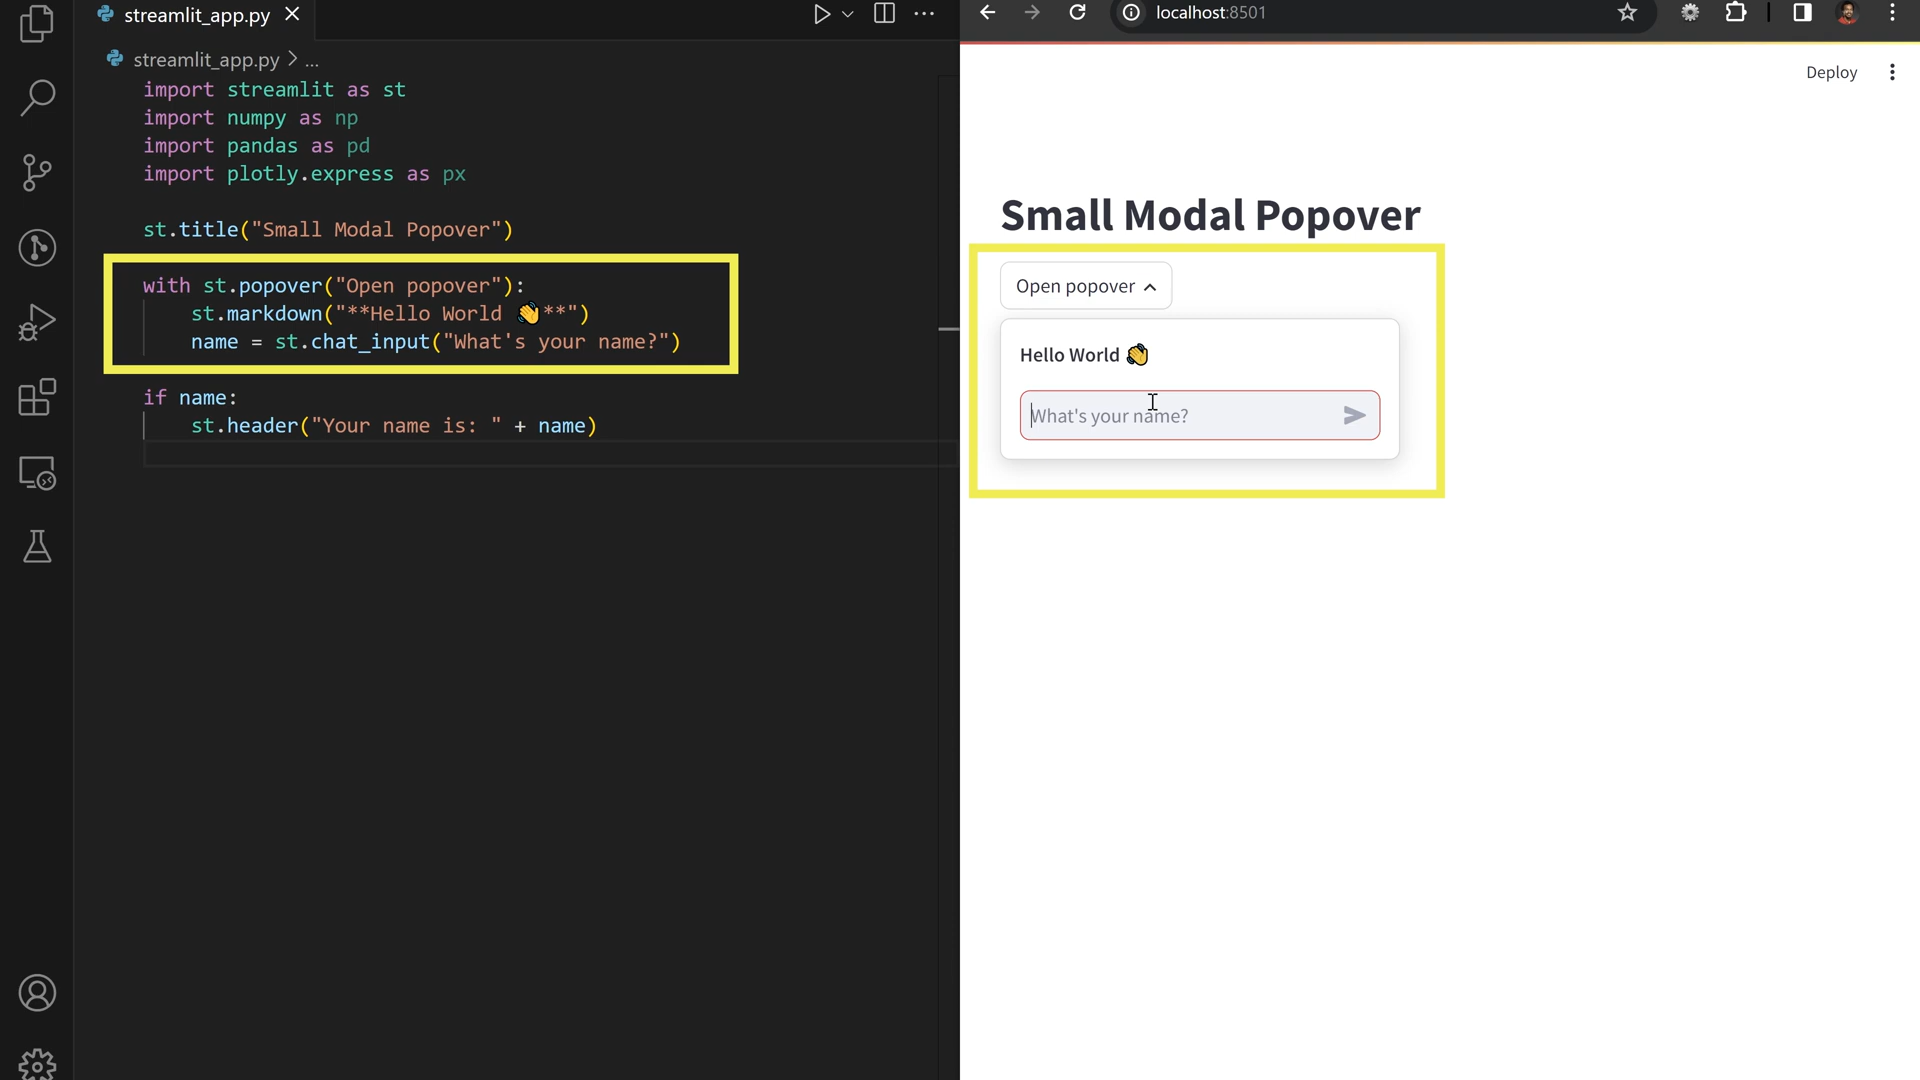 streamlit_app.py
streamlit_app.py > ...
import streamlit as st
import numpy as np
import pandas as pd
import plotly.express as px
st.title("Small Modal Popover")
with st.popover("Open popover"):
st.markdown("**Hello World 👋**")
name = st.chat_input("What's your name?")
if name:
st.header("Your name is: " + name)
localhost:8501
Deploy
Small Modal Popover
Open popover
Hello World 👋
What's your name?